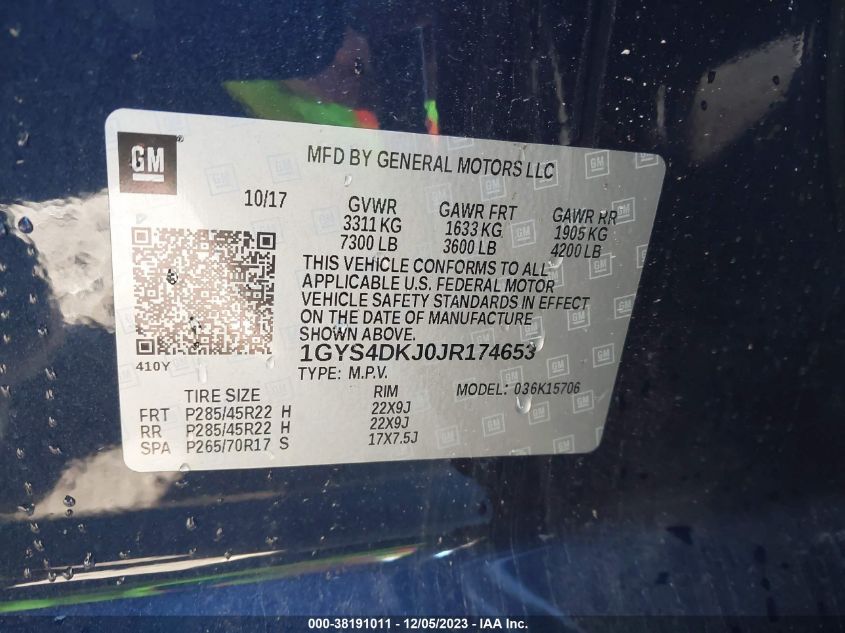 GM
MFD BY GENERAL MOTORS LLC
10/17
GVWR GAWR FRT GAWR RR
3311 KG 1633 KG 1905 KG
7300 LB 3600 LB 4200 LB
THIS VEHICLE CONFORMS TO ALL
APPLICABLE U.S. FEDERAL MOTOR
VEHICLE SAFETY STANDARDS IN EFFECT
ON THE DATE OF MANUFACTURE
SHOWN ABOVE.
1GYS4DKJ0JR174653
410Y
TYPE: M.P.V. MODEL: 036K15706
TIRE SIZE RIM
FRT P285/45R22 H 22X9J
RR P285/45R22 H 22X9J
SPA P265/70R17 S 17X7.5J
000-38191011 - 12/05/2023 - IAA Inc.